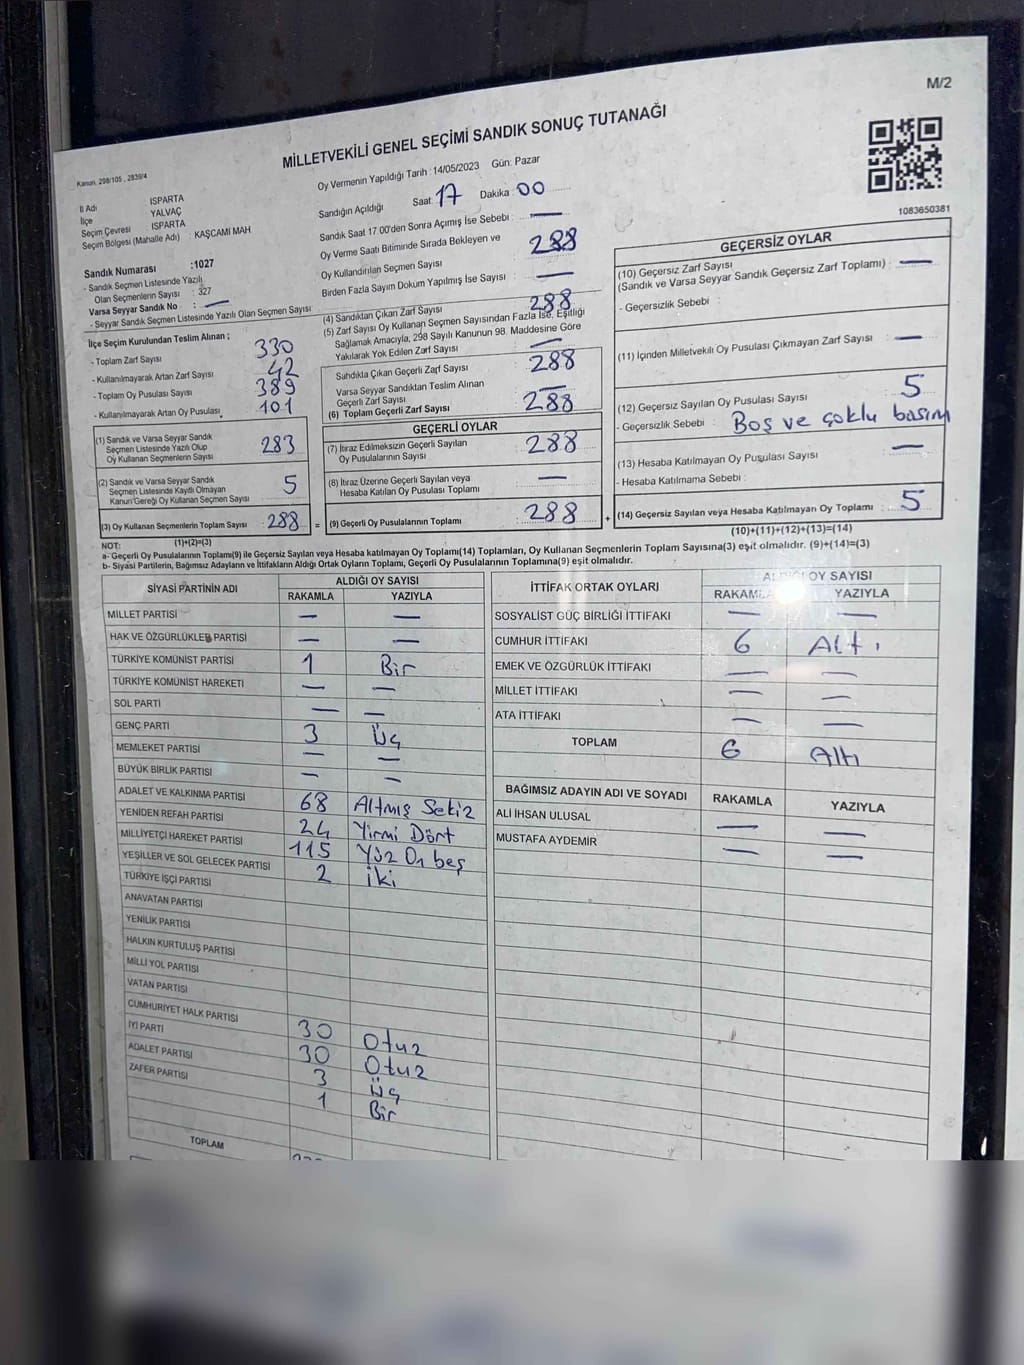 M/2
MİLLETVEKİLİ GENEL SEÇİMİ SANDIK SONUÇ TUTANAĞI
Kanun, 298/105 , 2839/4
1083650381
İl Adı : ISPARTA
İlçe : YALVAÇ
Seçim Çevresi : ISPARTA
Seçim Bölgesi (Mahalle Adı) : KAŞCAMI MAH
Sandık Numarası :1027
- Sandık Seçmen Listesinde Yazılı
Olan Seçmenlerin Sayısı : 327
Varsa Seyyar Sandık No : —
- Seyyar Sandık Seçmen Listesinde Yazılı Olan Seçmen Sayısı
İlçe Seçim Kurulundan Teslim Alınan ;
- Toplam Zarf Sayısı 330
- Kullanılmayarak Artan Zarf Sayısı 42
- Toplam Oy Pusulası Sayısı 389
- Kullanılmayarak Artan Oy Pusulası 101
(1) Sandık ve Varsa Seyyar Sandık
Seçmen Listesinde Yazılı Olup
Oy Kullanan Seçmenlerin Sayısı 283
(2) Sandık ve Varsa Seyyar Sandık
Seçmen Listesinde Kayıtlı Olmayan
Kanun Gereği Oy Kullanan Seçmen Sayısı 5
(3) Oy Kullanan Seçmenlerin Toplam Sayısı : 288 =
(1)+(2)=(3)
Oy Vermenin Yapıldığı Tarih : 14/05/2023 Gün: Pazar
Sandığın Açıldığı Saat: 17 Dakika : 00
Sandık Saat 17 00'den Sonra Açımış İse Sebebi : —
Oy Verme Saati Bitiminde Sırada Bekleyen ve
Oy Kullandırılan Seçmen Sayısı : 288
Birden Fazla Sayım Döküm Yapılmış İse Sayısı : —
(4) Sandıktan Çıkan Zarf Sayısı 288
(5) Zarf Sayısı Oy Kullanan Seçmen Sayısından Fazla İse, Eşitliği
Sağlamak Amacıyla, 298 Sayılı Kanunun 98. Maddesine Göre
Yakılarak Yok Edilen Zarf Sayısı —
Sandıkta Çıkan Geçerli Zarf Sayısı 288
Varsa Seyyar Sandıktan Teslim Alınan
Geçerli Zarf Sayısı —
(6) Toplam Geçerli Zarf Sayısı 288
GEÇERLİ OYLAR
(7) İtiraz Edilmeksizin Geçerli Sayılan
Oy Pusulalarının Sayısı 288
(8) İtiraz Üzerine Geçerli Sayılan veya
Hesaba Katılan Oy Pusulası Toplamı —
(9) Geçerli Oy Pusulalarının Toplamı 288 +
GEÇERSİZ OYLAR
(10) Geçersiz Zarf Sayısı
(Sandık ve Varsa Seyyar Sandık Geçersiz Zarf Toplamı) : —
- Geçersizlik Sebebi :
(11) İçinden Milletvekili Oy Pusulası Çıkmayan Zarf Sayısı : —
(12) Geçersiz Sayılan Oy Pusulası Sayısı : 5
- Geçersizlik Sebebi : Boş ve çoklu basım
(13) Hesaba Katılmayan Oy Pusulası Sayısı : —
- Hesaba Katılmama Sebebi :
(14) Geçersiz Sayılan veya Hesaba Katılmayan Oy Toplamı : 5
(10)+(11)+(12)+(13)=(14)
NOT:
a- Geçerli Oy Pusulalarının Toplamı(9) ile Geçersiz Sayılan veya Hesaba katılmayan Oy Toplamı(14) Toplamları, Oy Kullanan Seçmenlerin Toplam Sayısına(3) eşit olmalıdır. (9)+(14)=(3)
b- Siyasi Partilerin, Bağımsız Adayların ve İttifakların Aldığı Ortak Oyların Toplamı, Geçerli Oy Pusulalarının Toplamına(9) eşit olmalıdır.
SİYASİ PARTİNİN ADI ALDIĞI OY SAYISI
RAKAMLA YAZIYLA
MİLLET PARTİSİ — —
HAK VE ÖZGÜRLÜKLER PARTİSİ — —
TÜRKİYE KOMÜNİST PARTİSİ 1 Bir
TÜRKİYE KOMÜNİST HAREKETİ — —
SOL PARTİ — —
GENÇ PARTİ 3 Üç
MEMLEKET PARTİSİ — —
BÜYÜK BİRLİK PARTİSİ — —
ADALET VE KALKINMA PARTİSİ 68 Altmış Sekiz
YENİDEN REFAH PARTİSİ 24 Yirmi Dört
MİLLİYETÇİ HAREKET PARTİSİ 115 Yüz On beş
YEŞİLLER VE SOL GELECEK PARTİSİ 2 İki
TÜRKİYE İŞÇİ PARTİSİ
ANAVATAN PARTİSİ
YENİLİK PARTİSİ
HALKIN KURTULUŞ PARTİSİ
MİLLİ YOL PARTİSİ
VATAN PARTİSİ
CUMHURİYET HALK PARTİSİ 30 Otuz
İYİ PARTİ 30 Otuz
ADALET PARTİSİ 3 Üç
ZAFER PARTİSİ 1 Bir
TOPLAM
İTTİFAK ORTAK OYLARI ALDIĞI OY SAYISI
RAKAMLA YAZIYLA
SOSYALİST GÜÇ BİRLİĞİ İTTİFAKI — —
CUMHUR İTTİFAKI 6 Altı
EMEK VE ÖZGÜRLÜK İTTİFAKI — —
MİLLET İTTİFAKI — —
ATA İTTİFAKI — —
TOPLAM 6 Altı
BAĞIMSIZ ADAYIN ADI VE SOYADI RAKAMLA YAZIYLA
ALİ İHSAN ULUSAL — —
MUSTAFA AYDEMİR — —